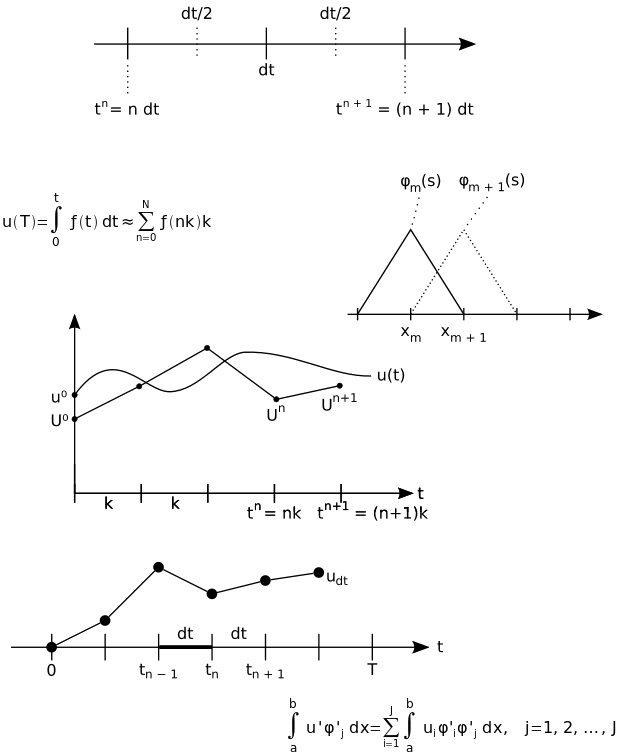 dt/2 dt/2
dt
tⁿ= n dt tⁿ⁺¹ = (n + 1) dt
φₘ(s) φₘ₊₁(s)
u(T)=∫₀ᵗ f(t) dt ≈ ∑ₙ₌₀ᴺ f(nk)k
xₘ xₘ₊₁
u(t)
u⁰
U⁰
Uⁿ Uⁿ⁺¹
k k
t
tⁿ= nk tⁿ⁺¹ = (n+1)k
u_dt
dt dt
t
0 tₙ₋₁ tₙ tₙ₊₁ T
∫ₐᵇ u'φ'ⱼ dx=∑ᵢ₌₁ᴶ ∫ₐᵇ uᵢφ'ᵢφ'ⱼ dx, j=1, 2, ..., J